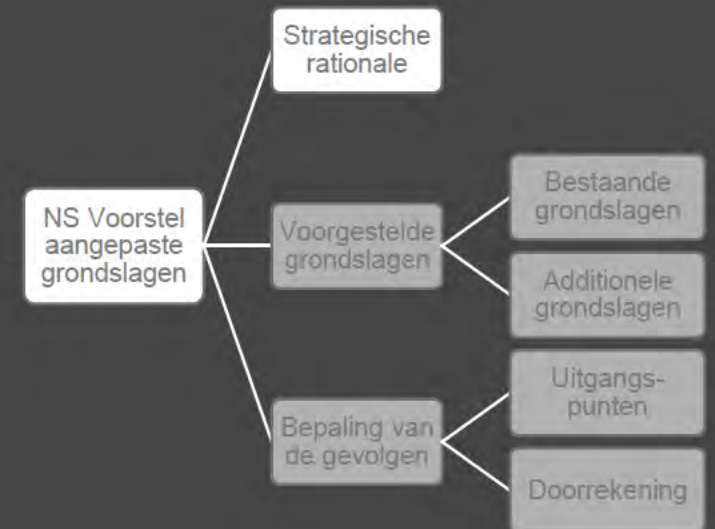 Strategische
rationale
NS Voorstel
aangepaste
grondslagen
Voorgestelde
grondslagen
Bestaande
grondslagen
Additionele
grondslagen
Bepaling van
de gevolgen
Uitgangs-
punten
Doorrekening